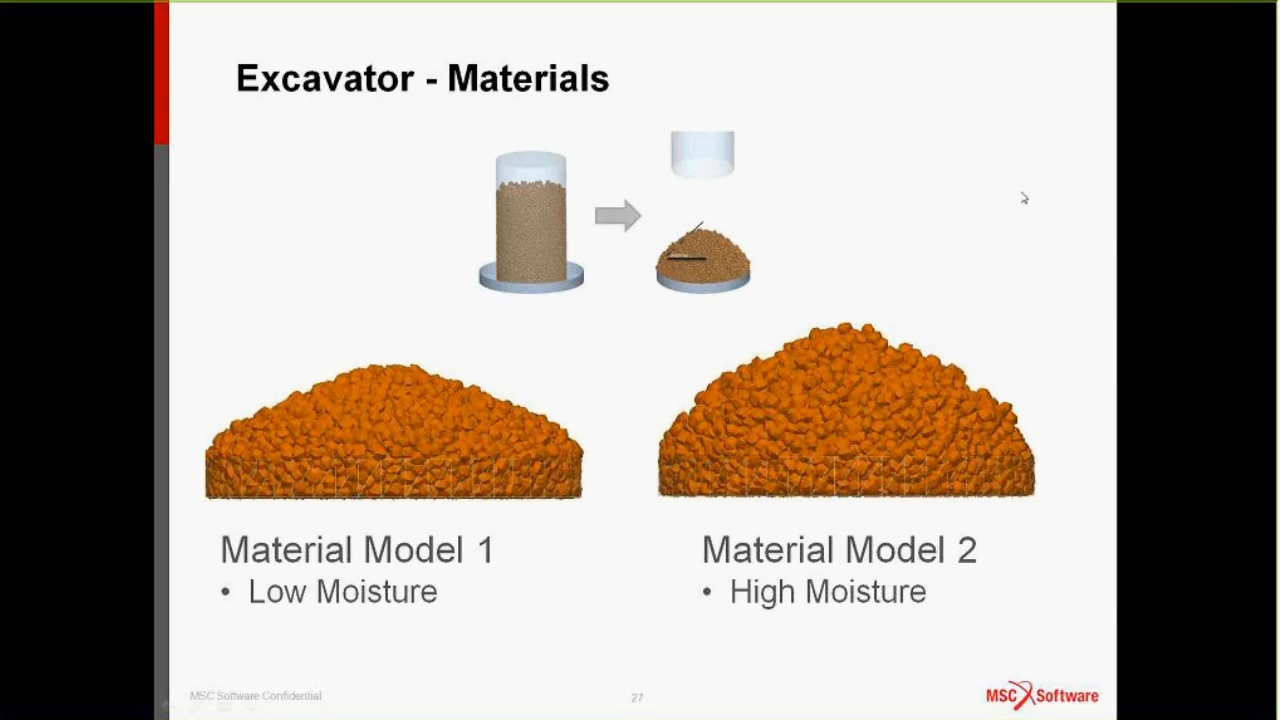 Excavator - Materials
Material Model 1
• Low Moisture
Material Model 2
• High Moisture
MSC Software Confidential
27
MSC Software